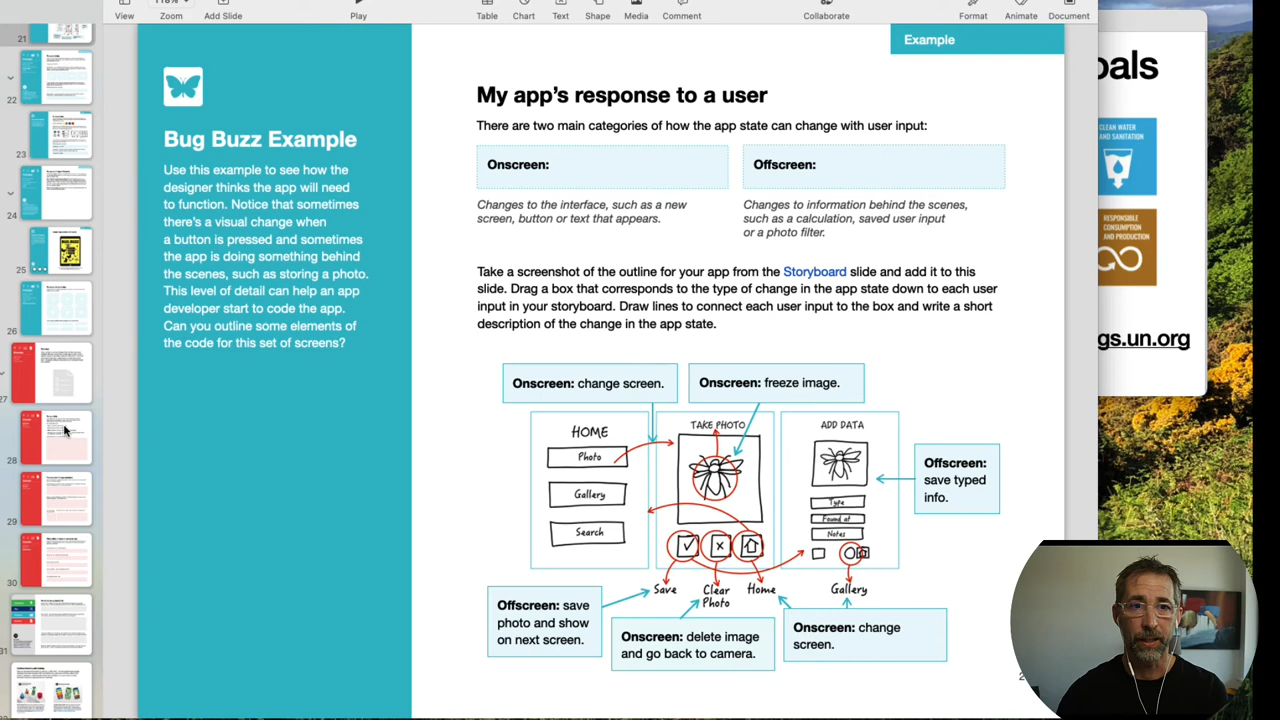 118%
View
Zoom
Add Slide
Play
Table
Chart
Text
Shape
Media
Comment
Collaborate
Format
Animate
Document
21
22
23
24
25
26
27
28
29
30
31
Example
Bug Buzz Example
Use this example to see how the
designer thinks the app will need
to function. Notice that sometimes
there's a visual change when
a button is pressed and sometimes
the app is doing something behind
the scenes, such as storing a photo.
This level of detail can help an app
developer start to code the app.
Can you outline some elements of
the code for this set of screens?
My app's response to a user
There are two main categories of how the app state can change with user input:
Onscreen:
Offscreen:
Changes to the interface, such as a new
screen, button or text that appears.
Changes to information behind the scenes,
such as a calculation, saved user input
or a photo filter.
Take a screenshot of the outline for your app from the Storyboard slide and add it to this
slide. Drag a box that corresponds to the type of change in the app state down to each user
input in your storyboard. Draw lines to connect each user input to the box and write a short
description of the change in the app state.
Onscreen: change screen.
Onscreen: freeze image.
HOME
Photo
Gallery
Search
TAKE PHOTO
ADD DATA
Type
Found at
Notes
Offscreen:
save typed
info.
Save
Clear
Photo
Home
Gallery
Offscreen: save
photo and show
on next screen.
Onscreen: delete image
and go back to camera.
Onscreen: change
screen.
oals
CLEAN WATER
AND SANITATION
RESPONSIBLE
CONSUMPTION
AND PRODUCTION
gs.un.org